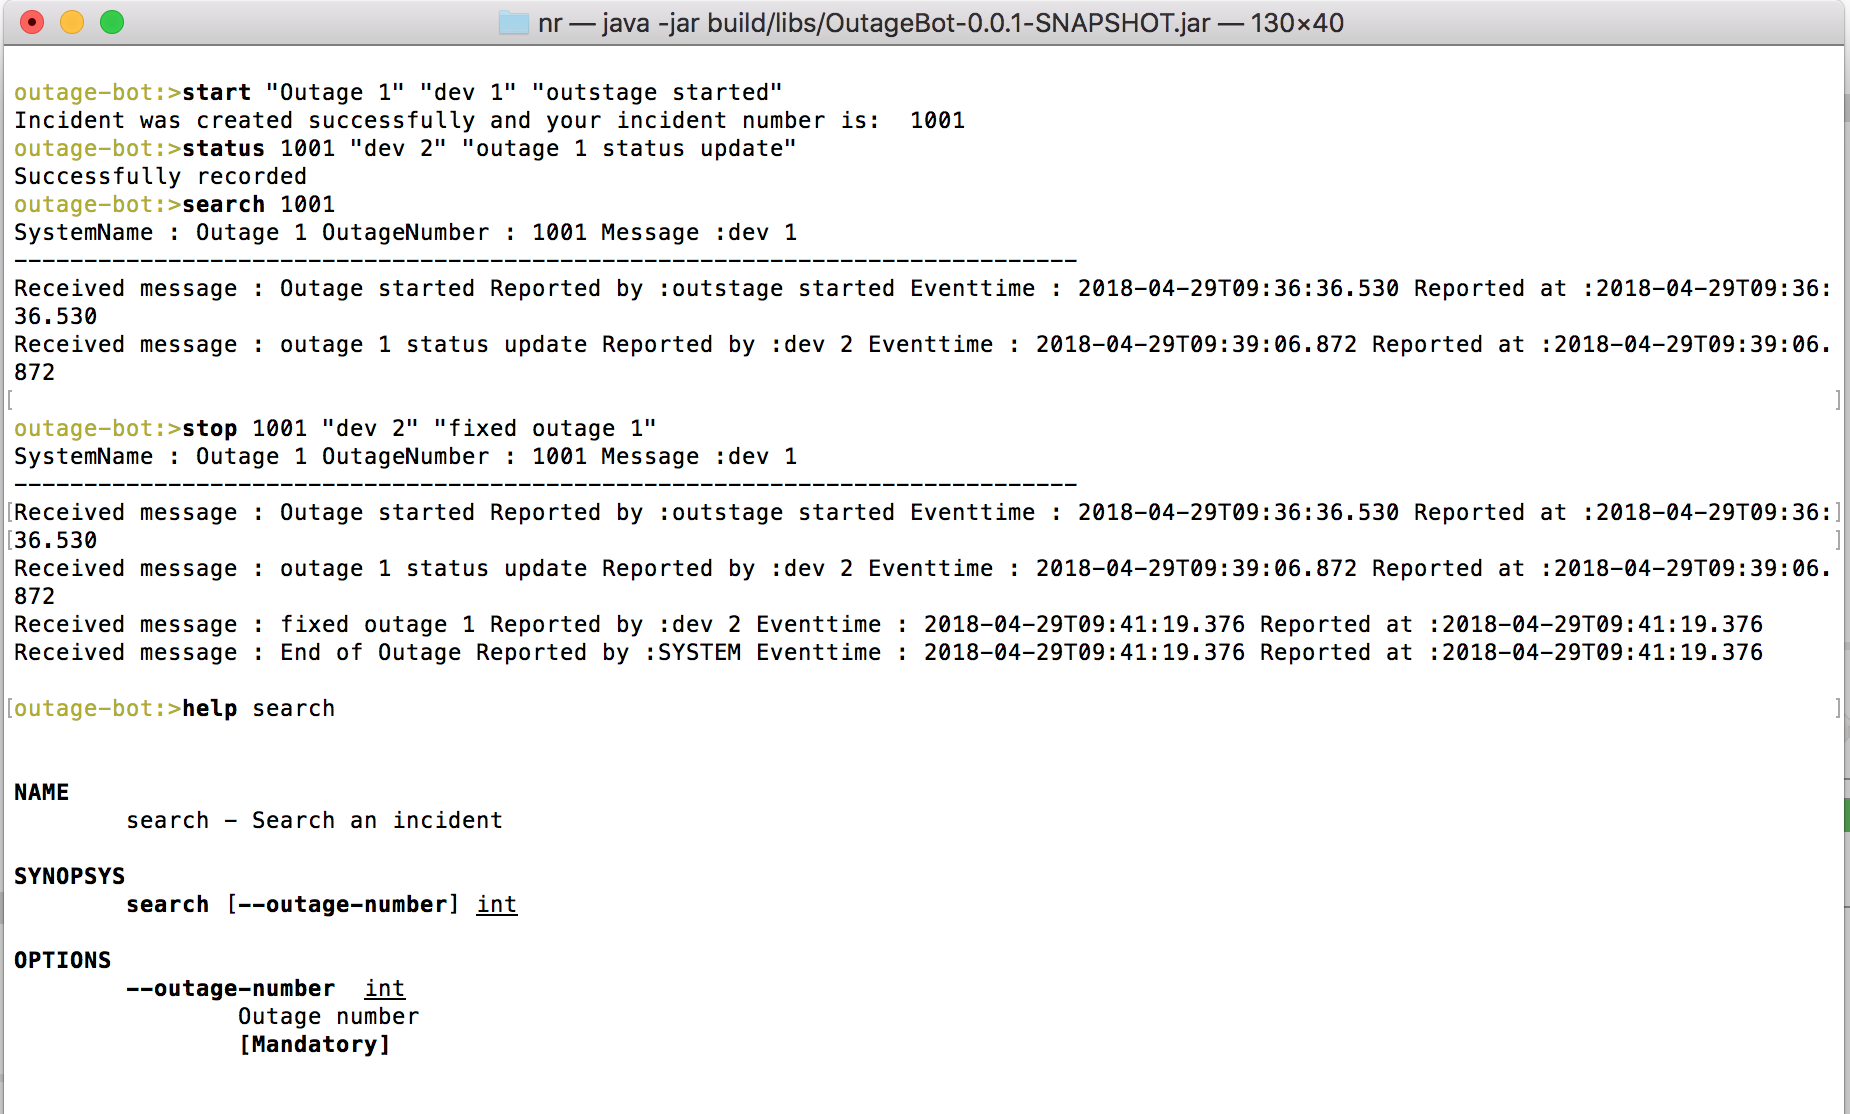 nr — java -jar build/libs/OutageBot-0.0.1-SNAPSHOT.jar — 130×40
outage-bot:>start "Outage 1" "dev 1" "outstage started"
Incident was created successfully and your incident number is:  1001
outage-bot:>status 1001 "dev 2" "outage 1 status update"
Successfully recorded
outage-bot:>search 1001
SystemName : Outage 1 OutageNumber : 1001 Message :dev 1
----------------------------------------------------------------------------
Received message : Outage started Reported by :outstage started Eventtime : 2018-04-29T09:36:36.530 Reported at :2018-04-29T09:36:
36.530
Received message : outage 1 status update Reported by :dev 2 Eventtime : 2018-04-29T09:39:06.872 Reported at :2018-04-29T09:39:06.
872
[ ]
outage-bot:>stop 1001 "dev 2" "fixed outage 1"
SystemName : Outage 1 OutageNumber : 1001 Message :dev 1
----------------------------------------------------------------------------
[Received message : Outage started Reported by :outstage started Eventtime : 2018-04-29T09:36:36.530 Reported at :2018-04-29T09:36:]
[36.530 ]
Received message : outage 1 status update Reported by :dev 2 Eventtime : 2018-04-29T09:39:06.872 Reported at :2018-04-29T09:39:06.
872
Received message : fixed outage 1 Reported by :dev 2 Eventtime : 2018-04-29T09:41:19.376 Reported at :2018-04-29T09:41:19.376
Received message : End of Outage Reported by :SYSTEM Eventtime : 2018-04-29T09:41:19.376 Reported at :2018-04-29T09:41:19.376
[outage-bot:>help search ]
NAME
search - Search an incident
SYNOPSYS
search [--outage-number] int
OPTIONS
--outage-number  int
Outage number
[Mandatory]